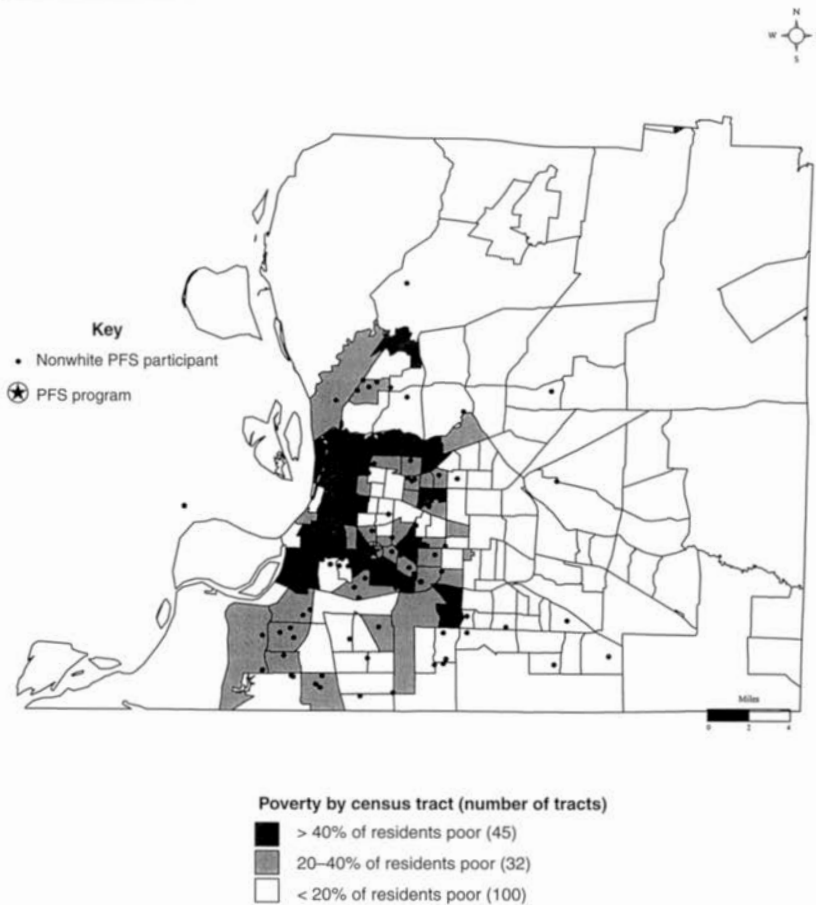 N
W
S
Key
Nonwhite PFS participant
PFS program
Miles
0 2 4
Poverty by census tract (number of tracts)
> 40% of residents poor (45)
20–40% of residents poor (32)
< 20% of residents poor (100)